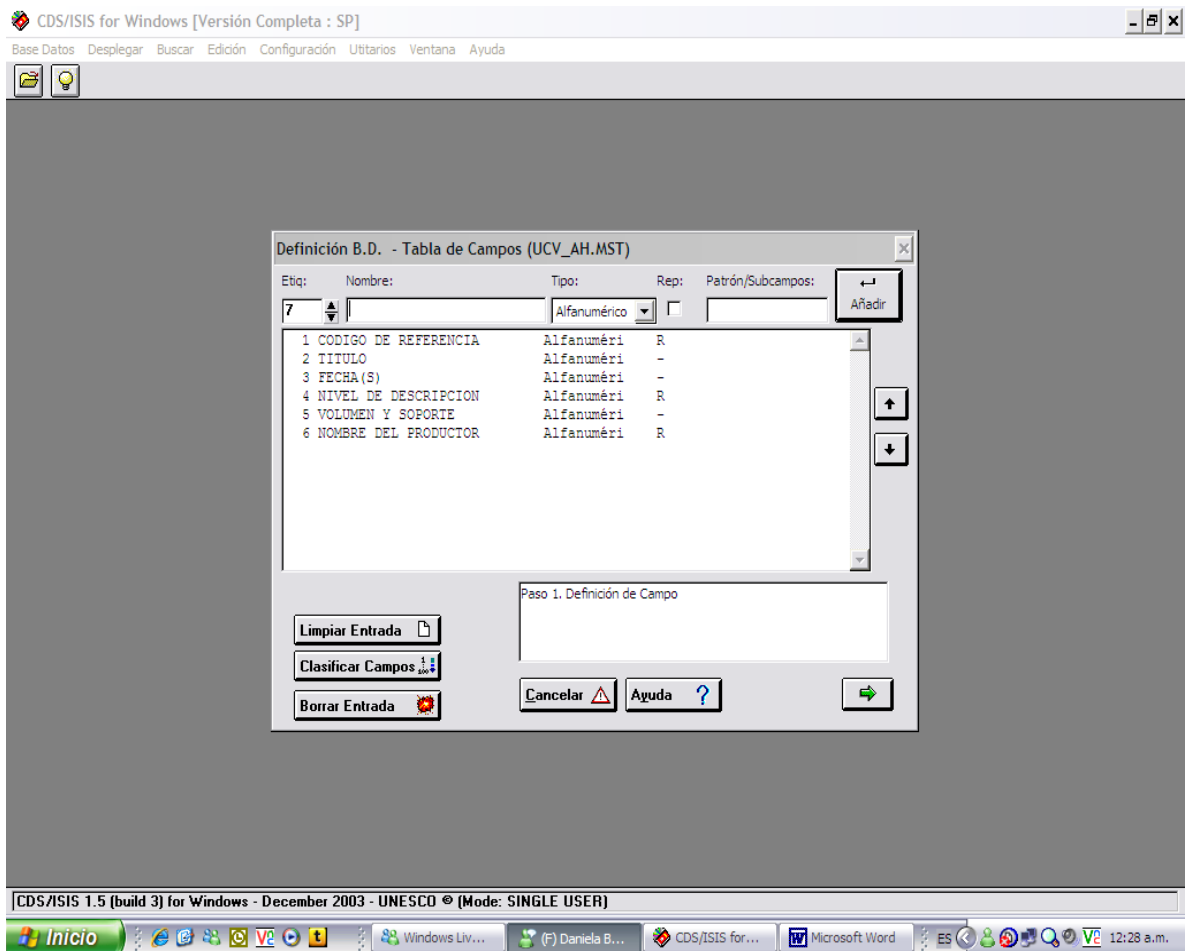 CDS/ISIS for Windows [Versión Completa : SP]
Base Datos Desplegar Buscar Edición Configuración Utitarios Ventana Ayuda
Definición B.D. - Tabla de Campos (UCV_AH.MST)
Etiq: Nombre: Tipo: Rep: Patrón/Subcampos:
7 Alfanumérico Añadir
1 CODIGO DE REFERENCIA Alfanuméri R
2 TITULO Alfanuméri -
3 FECHA(S) Alfanuméri -
4 NIVEL DE DESCRIPCION Alfanuméri R
5 VOLUMEN Y SOPORTE Alfanuméri -
6 NOMBRE DEL PRODUCTOR Alfanuméri R
Paso 1. Definición de Campo
Limpiar Entrada
Clasificar Campos
Borrar Entrada
Cancelar Ayuda ?
CDS/ISIS 1.5 (build 3) for Windows - December 2003 - UNESCO © (Mode: SINGLE USER)
Inicio Windows Liv... (F) Daniela B... CDS/ISIS for... Microsoft Word ES 12:28 a.m.